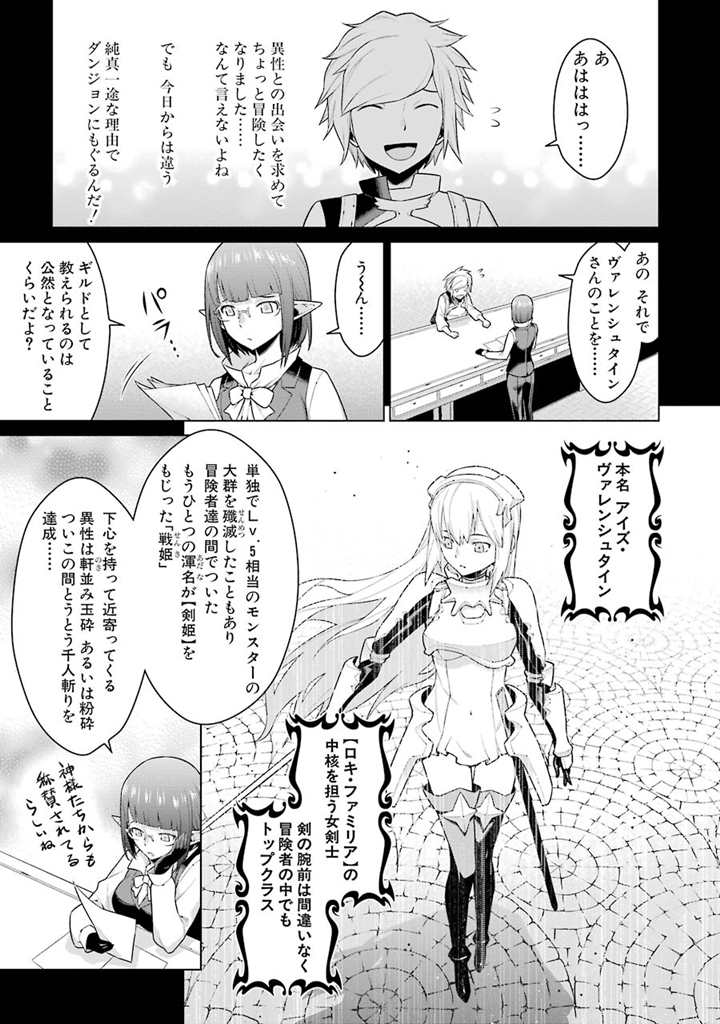 あ
あはははっ……
異性との出会いを求めて
ちょっと冒険したく
なりました……
なんて言えないよね
でも 今日からは違う
純真一途な理由で
ダンジョンにもぐるんだ！
あの それで
ヴァレンシュタイン
さんのことを……
う〜ん……
ギルドとして
教えられるのは
公然となっていること
くらいだよ？
本名 アイズ・
ヴァレンシュタイン
【ロキ・ファミリア】の
中核を担う女剣士
剣の腕前は間違いなく
冒険者の中でも
トップクラス
単独でLv.5相当のモンスターの
大群を殲滅したこともあり
せんめつ
冒険者達の間でついた
もうひとつの渾名が【剣姫】を
あだな
もじった「戦姫」
せんき
下心を持って近寄ってくる
異性は軒並み玉砕 あるいは粉砕
のきな
ついこの間とうとう千人斬りを
達成……
神様たちからも
称賛されてる
らしいね